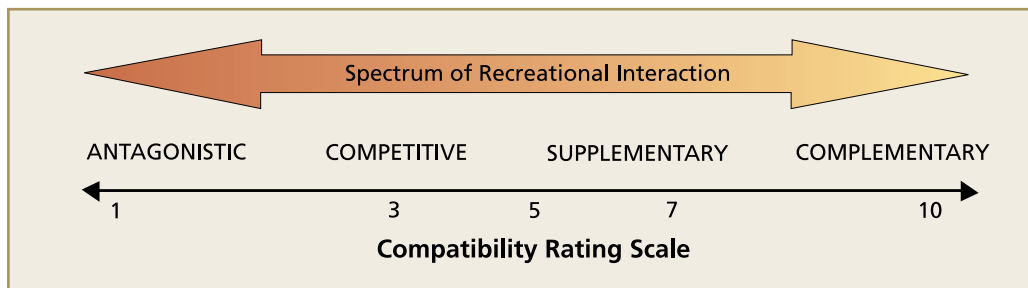 Spectrum of Recreational Interaction
ANTAGONISTIC COMPETITIVE SUPPLEMENTARY COMPLEMENTARY
1 3 5 7 10
Compatibility Rating Scale